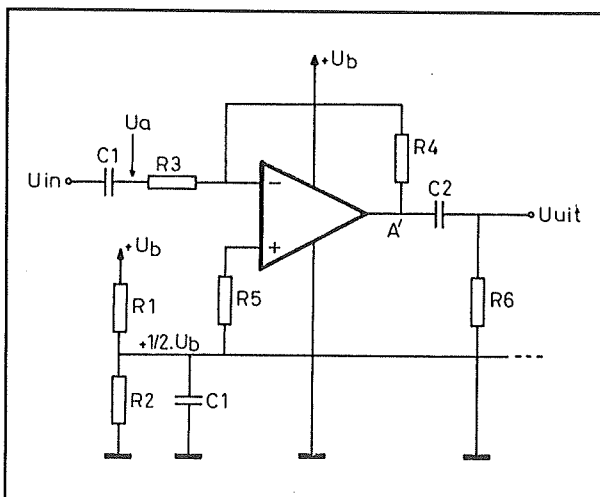 +Ub
Ua
C1
R3
R4
Uin
−
C2
Uuit
A'
+
+Ub
R5
R1
R6
+1/2.Ub
R2
C1